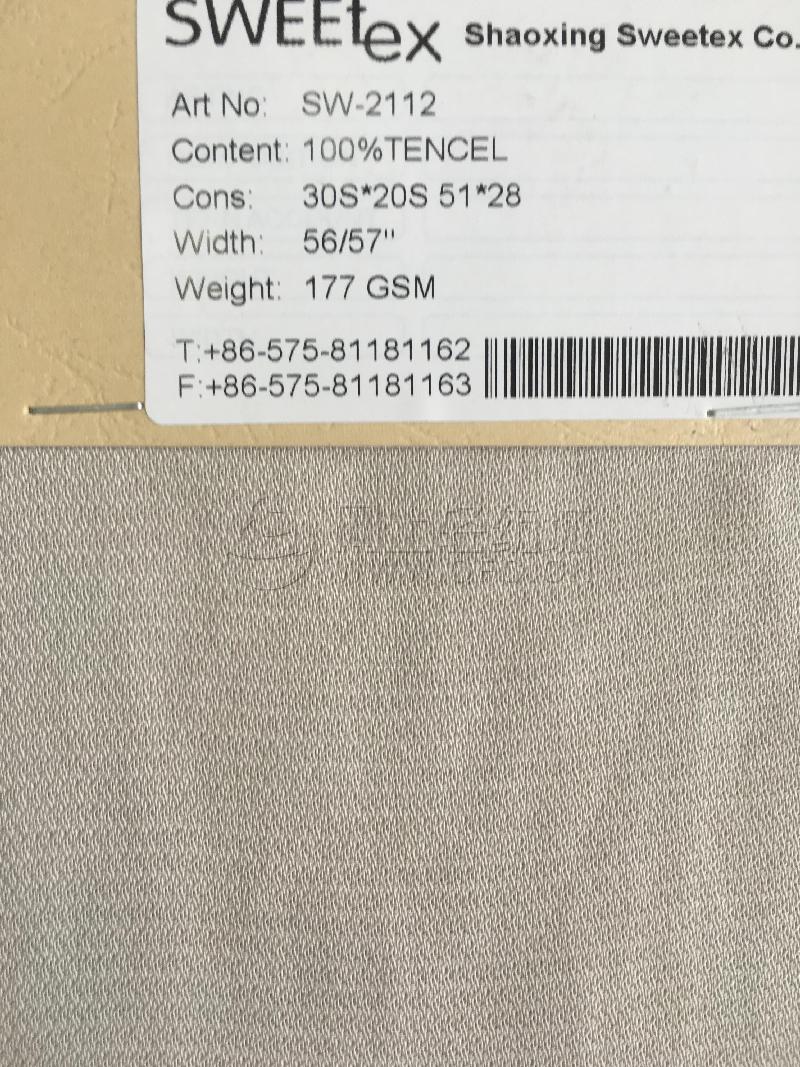 SWEEtex Shaoxing Sweetex Co.
Art No: SW-2112
Content: 100%TENCEL
Cons: 30S*20S 51*28
Width: 56/57"
Weight: 177 GSM
T:+86-575-81181162
F:+86-575-81181163